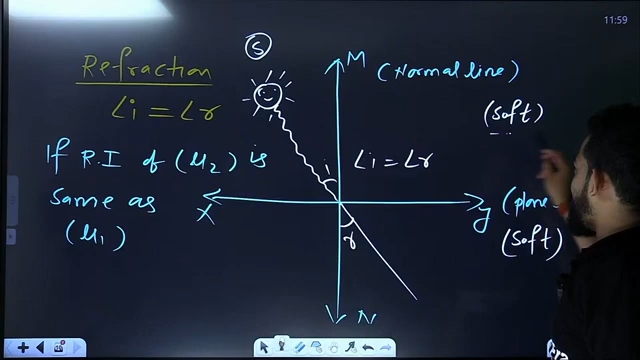 11:59
S
M (Normal line)
Refraction
∠i = ∠r
(Soft)
If R.I of (μ2) is
i
∠i = ∠r
Same as
X
y
(plane
(μ1)
r
(Soft)
N